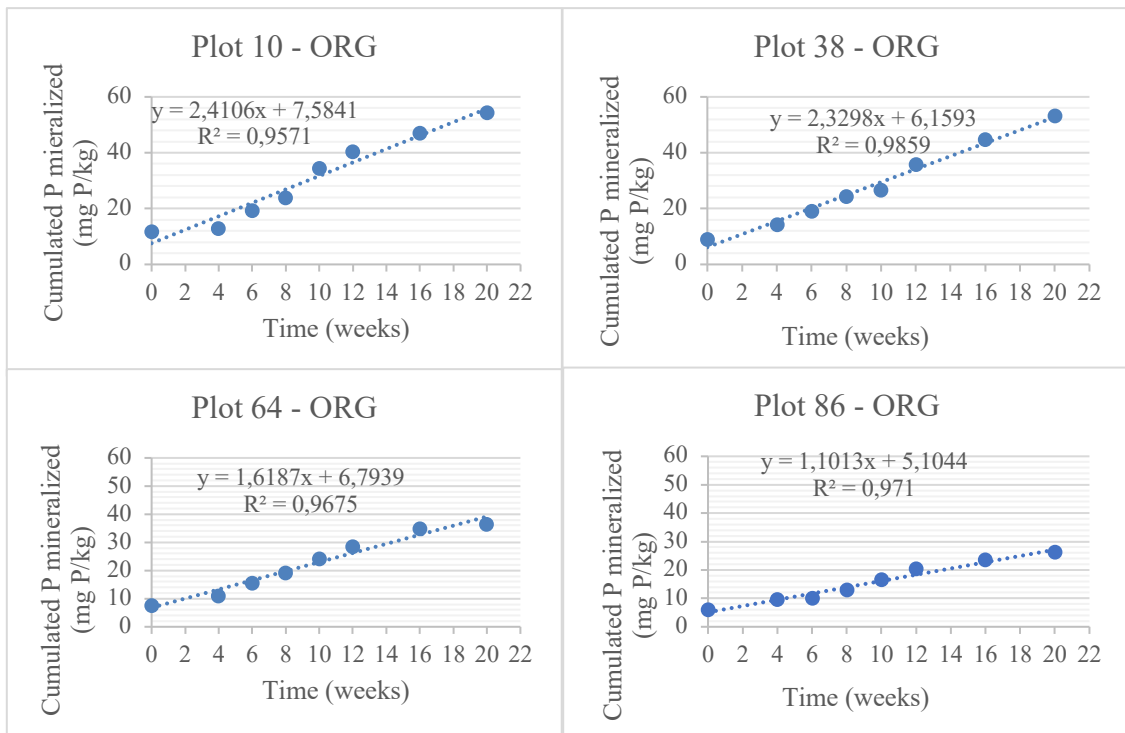 Plot 10 - ORG
Cumulated P mieralized
(mg P/kg)
y = 2,4106x + 7,5841
R² = 0,9571
60
40
20
0
0 2 4 6 8 10 12 14 16 18 20 22
Time (weeks)
Plot 38 - ORG
Cumulated P mineralized
(mg P/kg)
y = 2,3298x + 6,1593
R² = 0,9859
60
40
20
0
0 2 4 6 8 10 12 14 16 18 20 22
Time (weeks)
Plot 64 - ORG
Cumulated P mineralized
(mg P/kg)
y = 1,6187x + 6,7939
R² = 0,9675
60
50
40
30
20
10
0
0 2 4 6 8 10 12 14 16 18 20 22
Time (weeks)
Plot 86 - ORG
Cumulated P mineralized
(mg P/kg)
y = 1,1013x + 5,1044
R² = 0,971
60
50
40
30
20
10
0
0 2 4 6 8 10 12 14 16 18 20 22
Time (weeks)